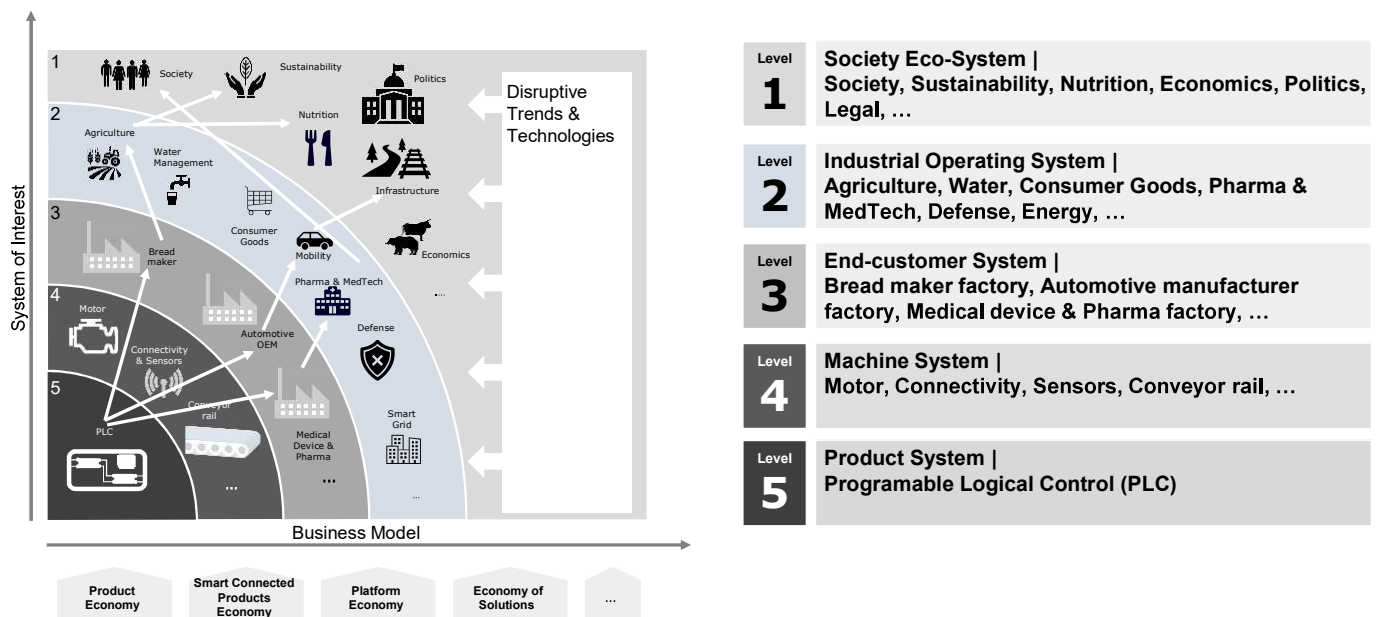 System of Interest
1
Society
Sustainability
Politics
Nutrition
Infrastructure
Economics
....
Disruptive
Trends &
Technologies
2
Agriculture
Water
Management
Consumer
Goods
Mobility
Pharma & MedTech
Defense
Smart
Grid
...
3
Bread
maker
Automotive
OEM
Medical
Device &
Pharma
...
4
Motor
Connectivity
& Sensors
Conveyor
rail
...
5
PLC
Business Model
Product
Economy
Smart Connected
Products
Economy
Platform
Economy
Economy of
Solutions
...
Level
1
Society Eco-System |
Society, Sustainability, Nutrition, Economics, Politics,
Legal, ...
Level
2
Industrial Operating System |
Agriculture, Water, Consumer Goods, Pharma &
MedTech, Defense, Energy, ...
Level
3
End-customer System |
Bread maker factory, Automotive manufacturer
factory, Medical device & Pharma factory, ...
Level
4
Machine System |
Motor, Connectivity, Sensors, Conveyor rail, ...
Level
5
Product System |
Programable Logical Control (PLC)